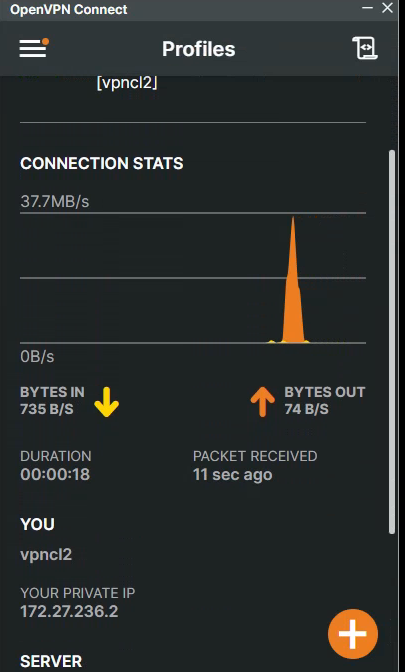 OpenVPN Connect
Profiles
[vpncl2]
CONNECTION STATS
37.7MB/s
0B/s
BYTES IN
735 B/S
BYTES OUT
74 B/S
DURATION
00:00:18
PACKET RECEIVED
11 sec ago
YOU
vpncl2
YOUR PRIVATE IP
172.27.236.2
SERVER